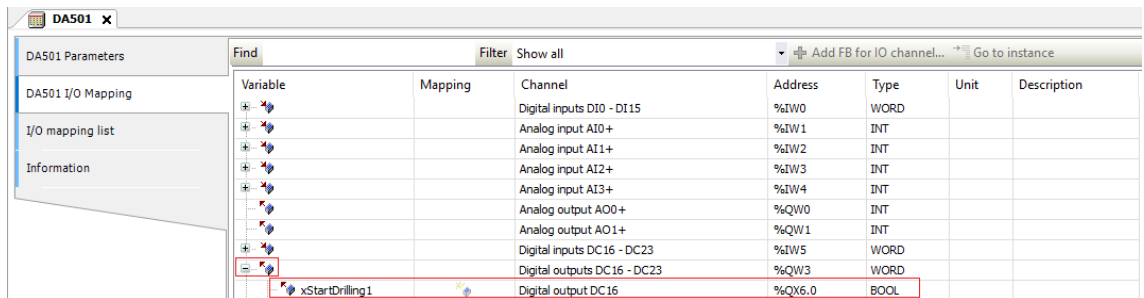 DA501 X
DA501 Parameters
DA501 I/O Mapping
I/O mapping list
Information
Find Filter Show all Add FB for IO channel... Go to instance
Variable Mapping Channel Address Type Unit Description
Digital inputs DI0 - DI15 %IW0 WORD
Analog input AI0+ %IW1 INT
Analog input AI1+ %IW2 INT
Analog input AI2+ %IW3 INT
Analog input AI3+ %IW4 INT
Analog output AO0+ %QW0 INT
Analog output AO1+ %QW1 INT
Digital inputs DC16 - DC23 %IW5 WORD
Digital outputs DC16 - DC23 %QW3 WORD
xStartDrilling1 Digital output DC16 %QX6.0 BOOL